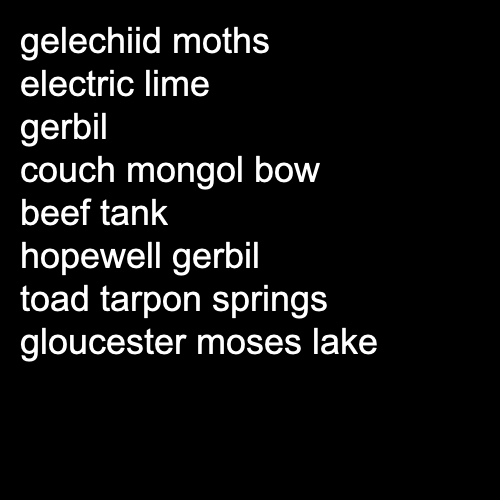 gelechiid moths
electric lime
gerbil
couch mongol bow
beef tank
hopewell gerbil
toad tarpon springs
gloucester moses lake